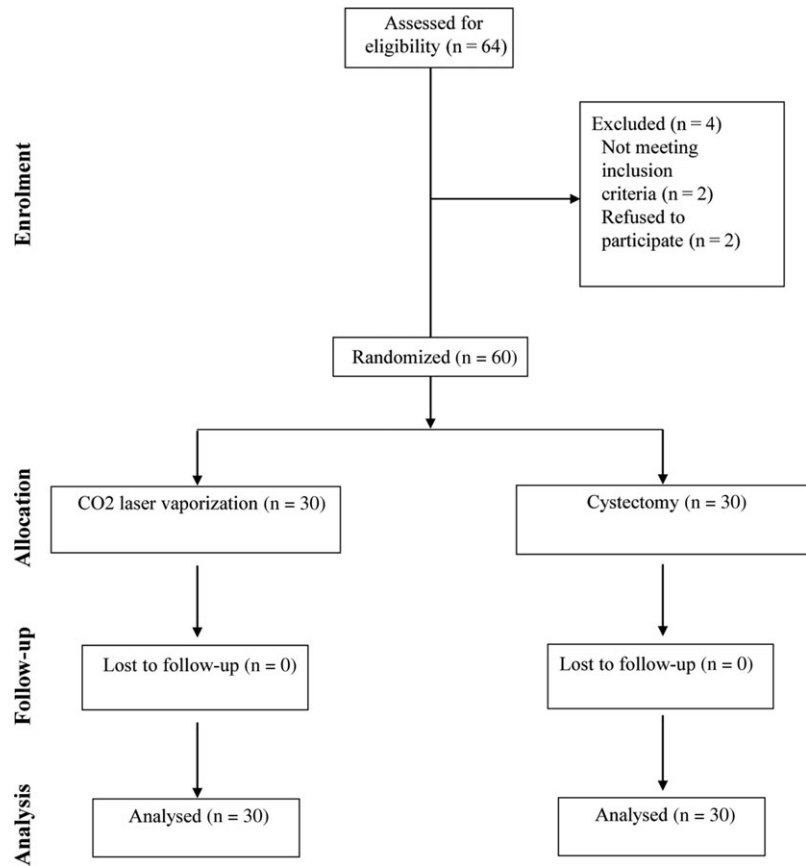 Assessed for
eligibility (n = 64)
Enrolment
Excluded (n = 4)
Not meeting
inclusion
criteria (n = 2)
Refused to
participate (n = 2)
Randomized (n = 60)
Allocation
CO2 laser vaporization (n = 30)
Cystectomy (n = 30)
Follow-up
Lost to follow-up (n = 0)
Lost to follow-up (n = 0)
Analysis
Analysed (n = 30)
Analysed (n = 30)